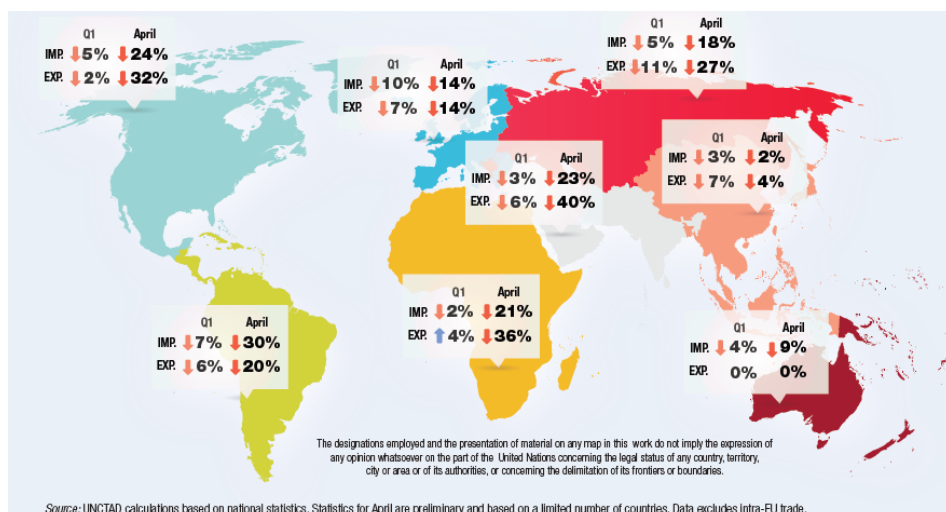 Q1 April
IMP. 5% 24%
EXP. 2% 32%
Q1 April
IMP. 10% 14%
EXP. 7% 14%
Q1 April
IMP. 5% 18%
EXP. 11% 27%
Q1 April
IMP. 3% 23%
EXP. 6% 40%
Q1 April
IMP. 3% 2%
EXP. 7% 4%
Q1 April
IMP. 7% 30%
EXP. 6% 20%
Q1 April
IMP. 2% 21%
EXP. 4% 36%
Q1 April
IMP. 4% 9%
EXP. 0% 0%
The designations employed and the presentation of material on any map in this work do not imply the expression of
any opinion whatsoever on the part of the United Nations concerning the legal status of any country, territory,
city or area or of its authorities, or concerning the delimitation of its frontiers or boundaries.
Source: UNCTAD calculations based on national statistics. Statistics for April are preliminary and based on a limited number of countries. Data excludes intra-EU trade.